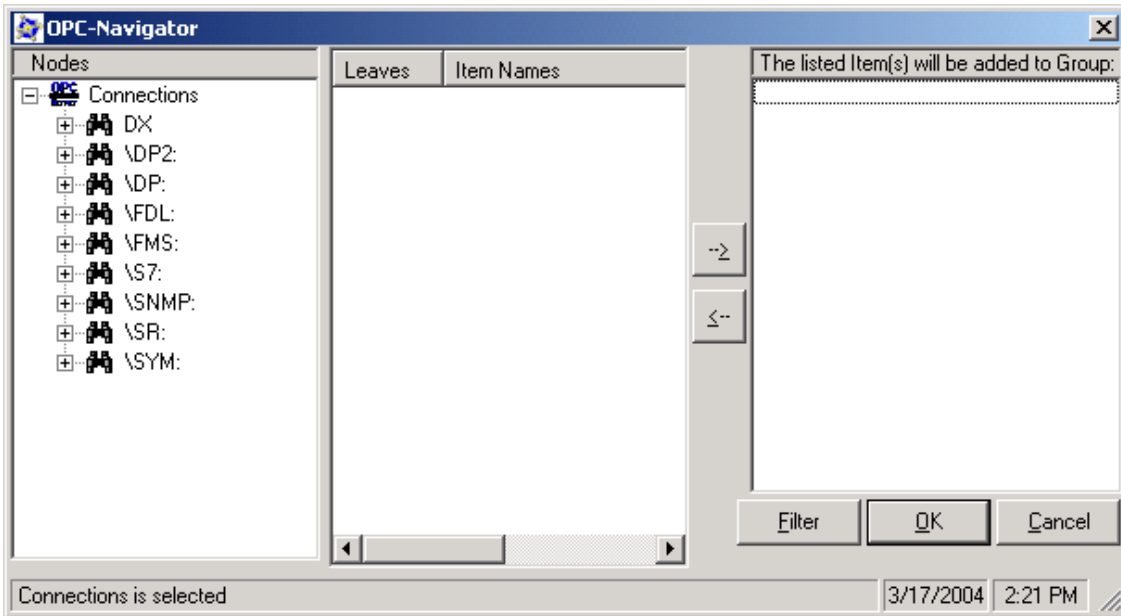 OPC-Navigator
Nodes
Connections
DX
\DP2:
\DP:
\FDL:
\FMS:
\S7:
\SNMP:
\SR:
\SYM:
Leaves Item Names
-->
<--
The listed Item(s) will be added to Group:
Filter OK Cancel
Connections is selected 3/17/2004 2:21 PM